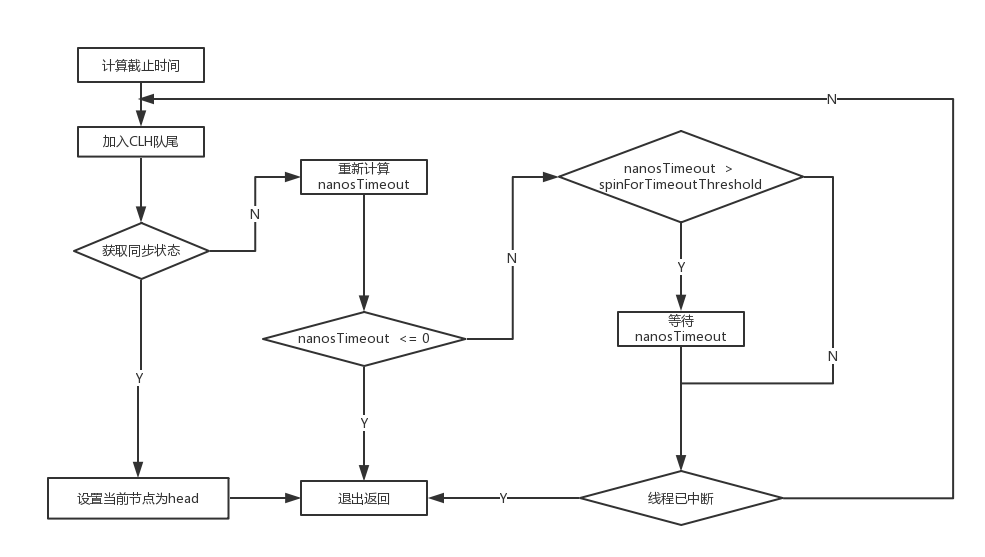 计算截止时间
N
加入CLH队尾
重新计算
nanosTimeout
nanosTimeout >
spinForTimeoutThreshold
N
获取同步状态
N
Y
等待
nanosTimeout
nanosTimeout <= 0
N
Y
Y
设置当前节点为head
退出返回
Y
线程已中断